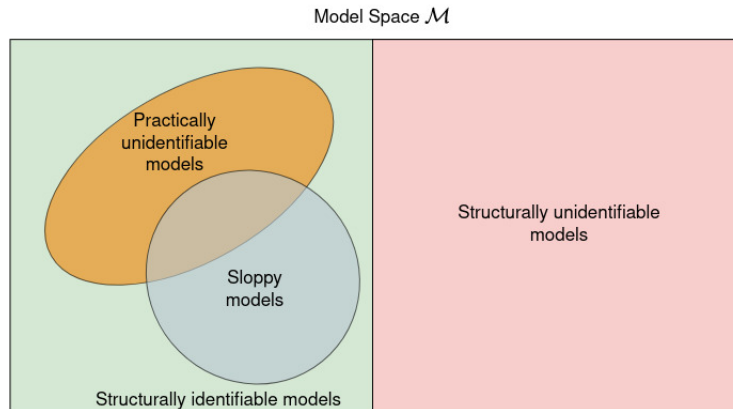 Model Space ℳ
Practically
unidentifiable
models
Structurally unidentifiable
models
Sloppy
models
Structurally identifiable models